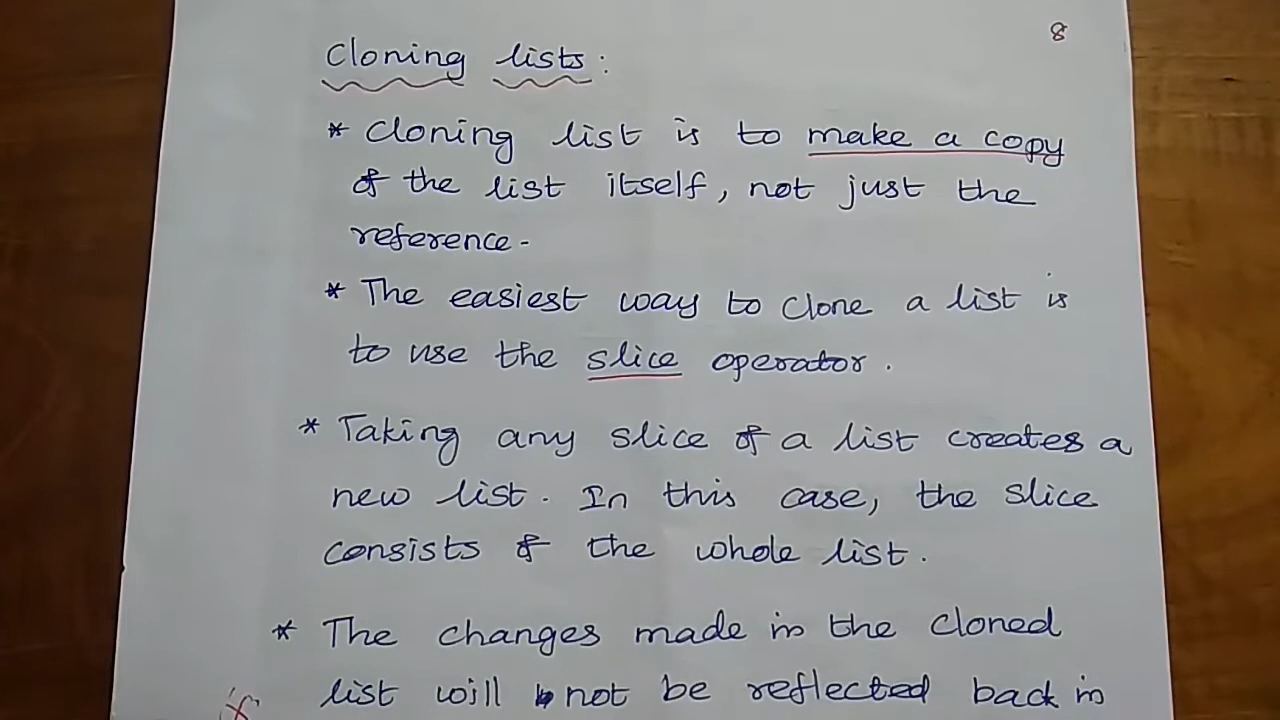 8
Cloning lists:
* Cloning list is to make a copy
of the list itself, not just the
reference.
* The easiest way to clone a list is
to use the slice operator.
* Taking any slice of a list creates a
new list. In this case, the slice
consists of the whole list.
* The changes made in the cloned
list will not be reflected back in